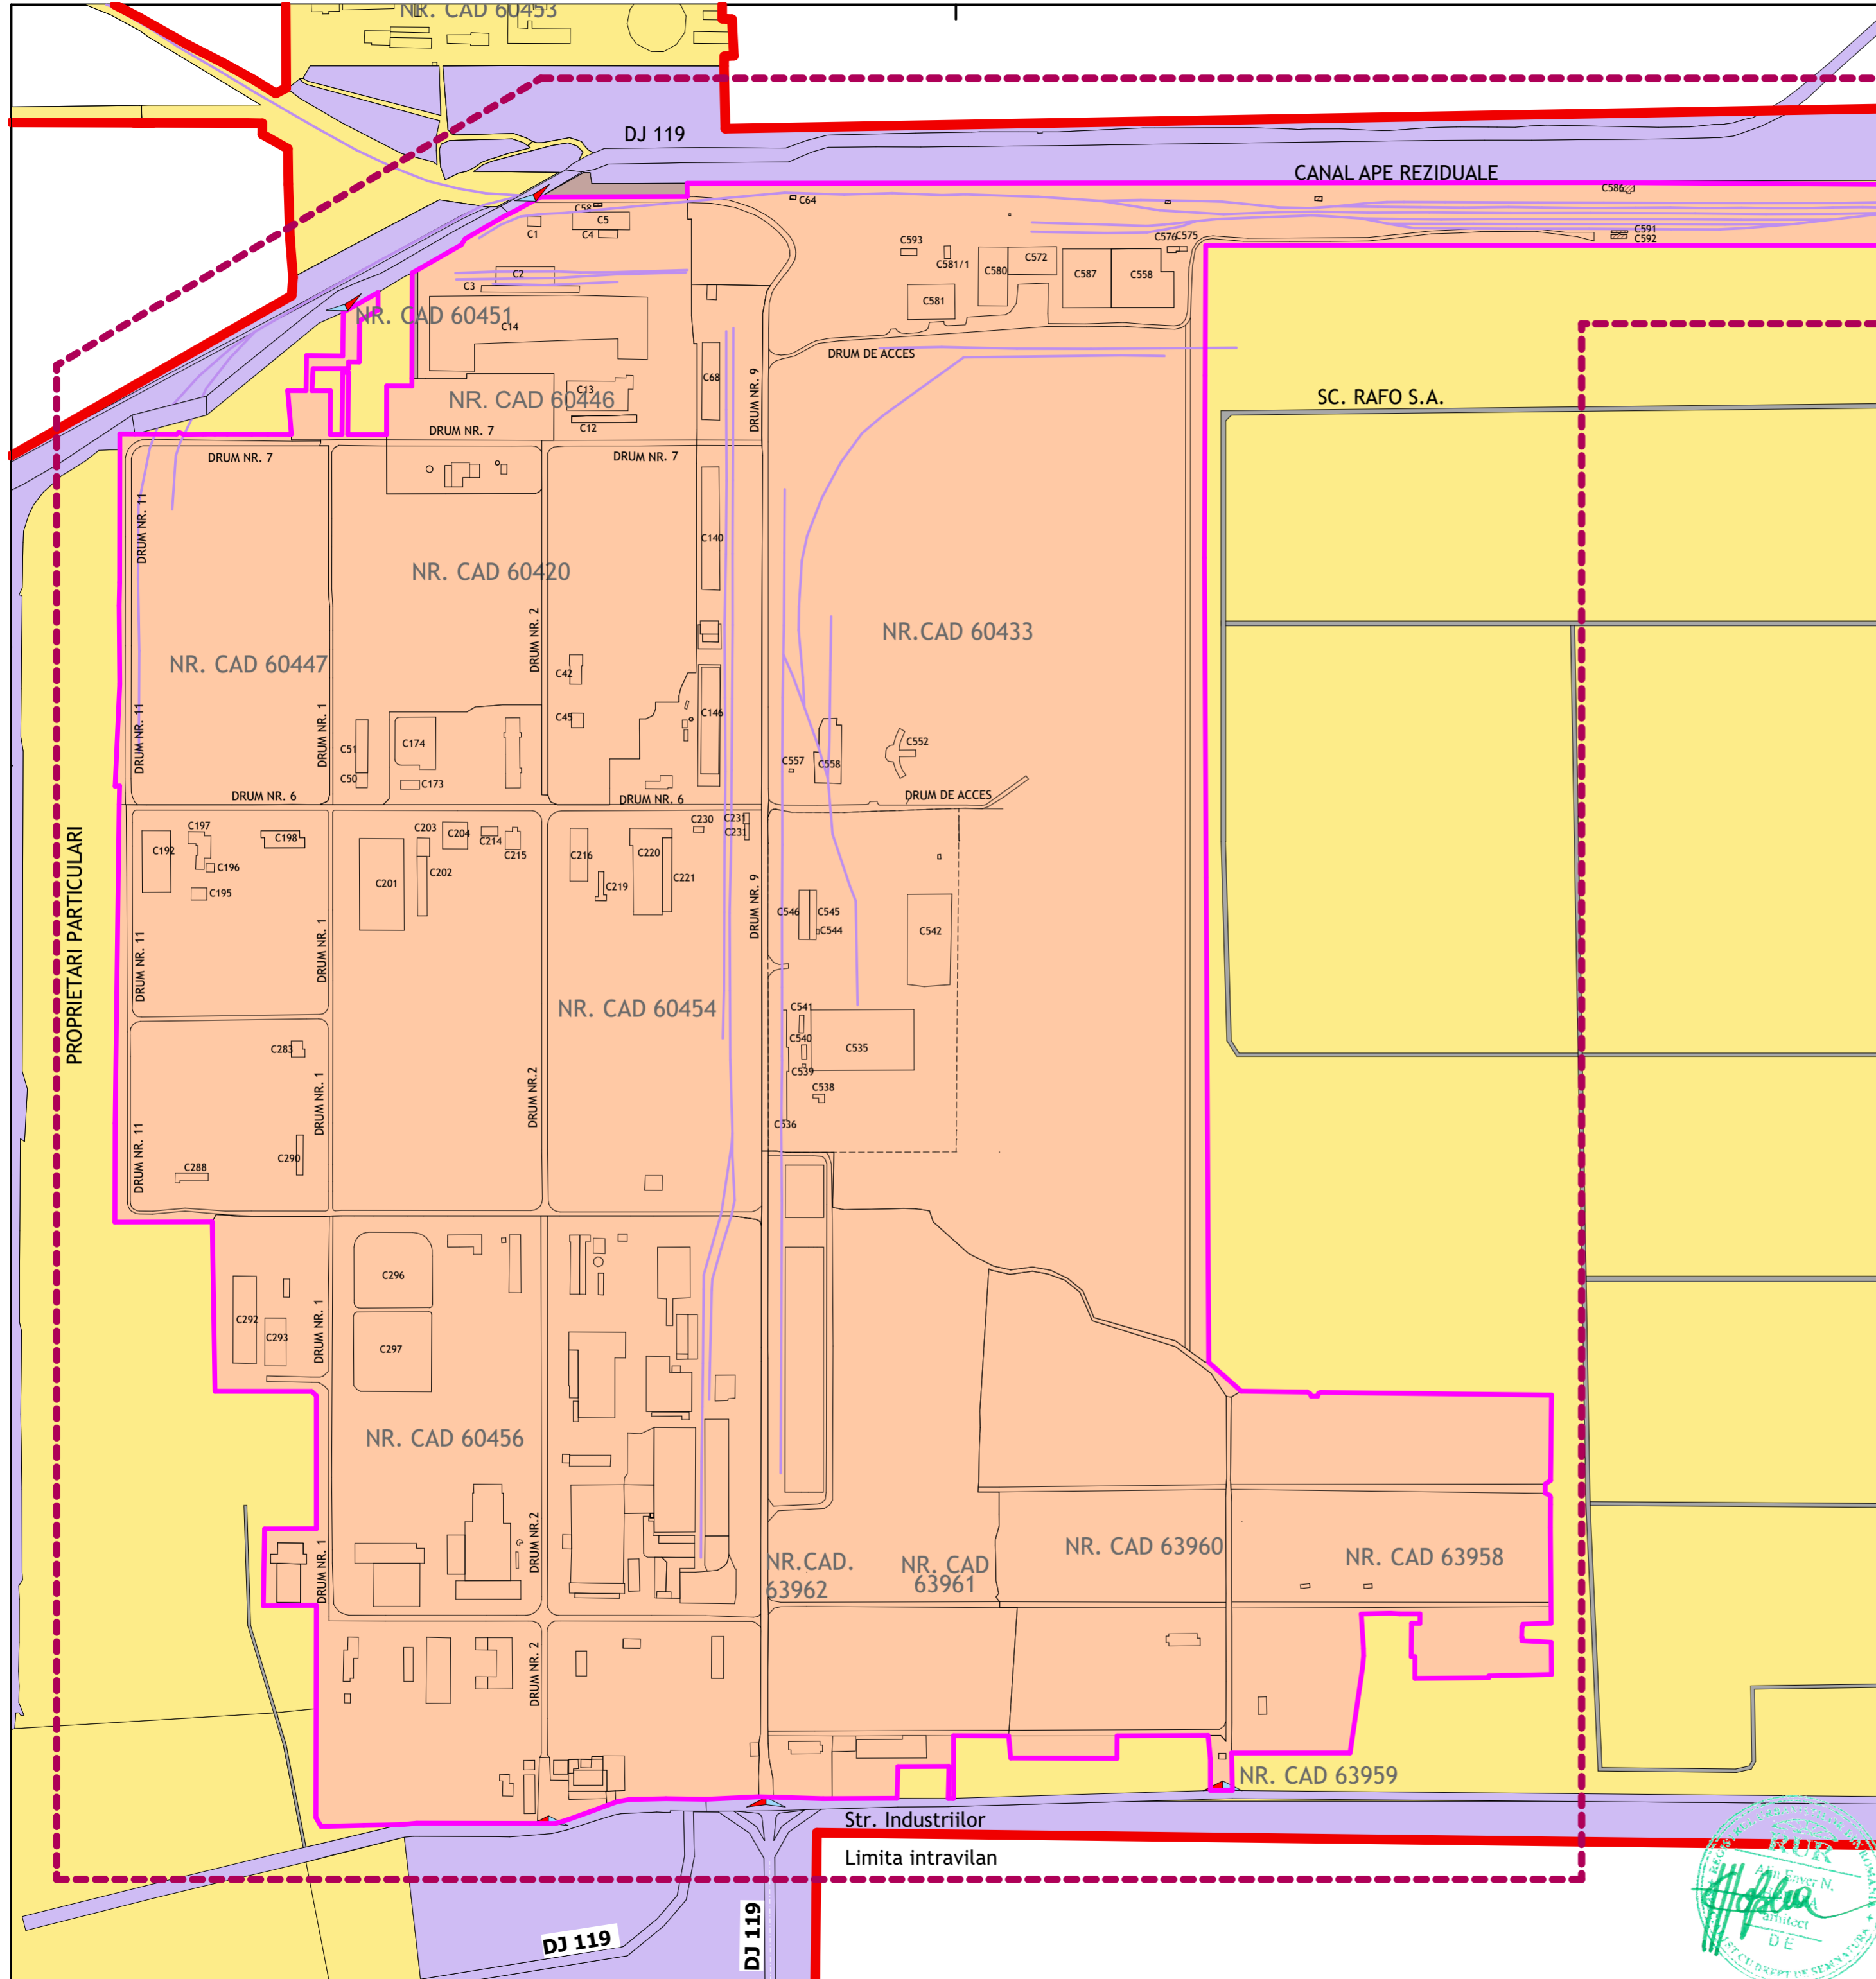 NR. CAD 60453
DJ 119
CANAL APE REZIDUALE
C586
C64
C58
C5
C1
C4
C593
C581/1
C580
C572
C587
C558
C576
C575
C591
C592
C2
C3
C581
NR. CAD 60451
C14
DRUM DE ACCES
C68
DRUM NR. 9
C13
NR. CAD 60446
C12
SC. RAFO S.A.
DRUM NR. 7
DRUM NR. 7
DRUM NR. 7
DRUM NR. 11
C140
NR. CAD 60420
DRUM NR. 2
NR.CAD 60433
NR. CAD 60447
C42
C45
C146
DRUM NR. 11
DRUM NR. 1
C51
C174
C50
C173
C557
C558
C552
DRUM NR. 6
DRUM NR. 6
DRUM DE ACCES
PROPRIETARI PARTICULARI
C192
C197
C196
C195
C198
C203
C204
C214
C215
C201
C202
C216
C219
C220
C221
C230
C231
C231
DRUM NR. 9
C546
C545
C544
C542
DRUM NR. 11
DRUM NR. 1
NR. CAD 60454
C541
C540
C539
C535
C538
C536
C283
DRUM NR. 1
DRUM NR.2
DRUM NR. 11
C290
C288
C296
C292
C293
C297
DRUM NR. 1
NR. CAD 60456
DRUM NR. 1
DRUM NR.2
NR.CAD.
63962
NR. CAD
63961
NR. CAD 63960
NR. CAD 63958
DRUM NR. 2
NR. CAD 63959
Str. Industriilor
Limita intravilan
DJ 119
DJ 119
RUR
arhitect
D E